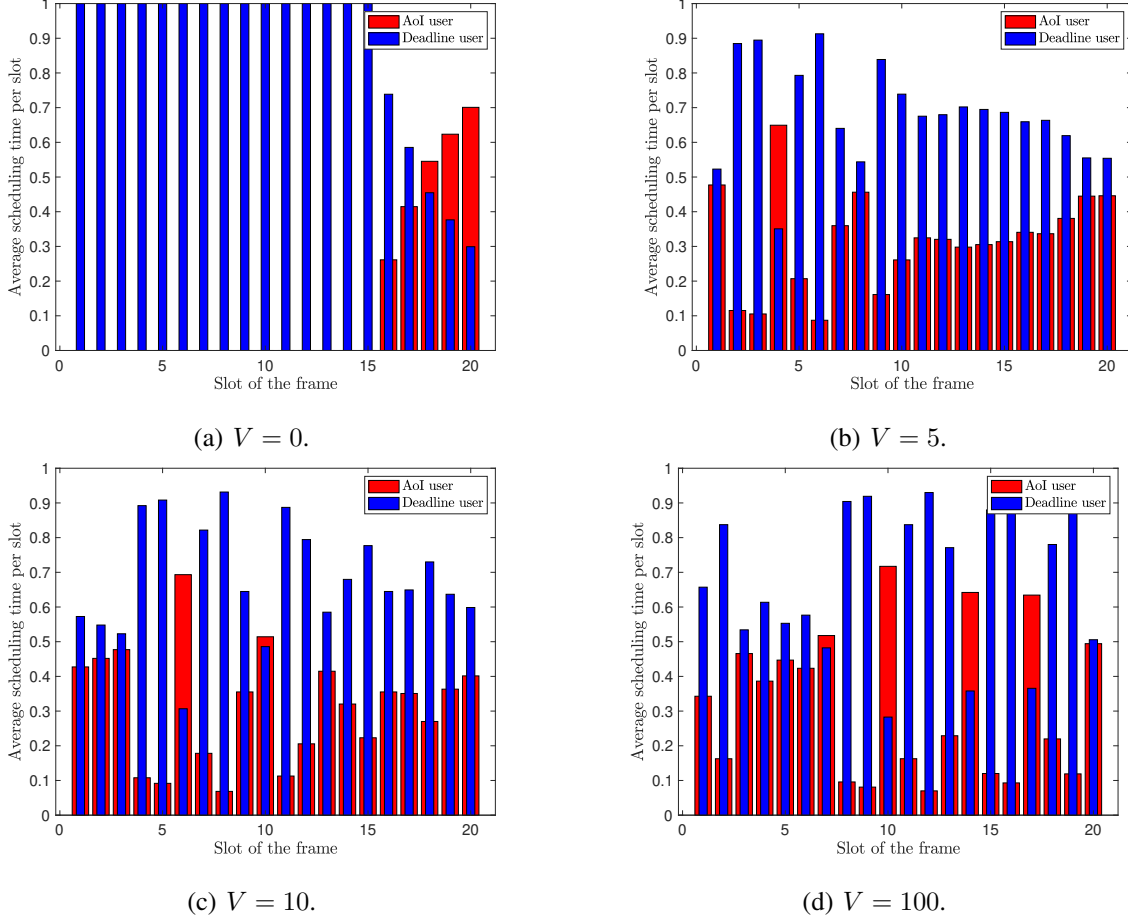 1
0.9
0.8
0.7
0.6
0.5
0.4
0.3
0.2
0.1
0
Average scheduling time per slot
AoI user
Deadline user
0 5 10 15 20
Slot of the frame
(a) V = 0.
1
0.9
0.8
0.7
0.6
0.5
0.4
0.3
0.2
0.1
0
Average scheduling time per slot
AoI user
Deadline user
0 5 10 15 20
Slot of the frame
(b) V = 5.
1
0.9
0.8
0.7
0.6
0.5
0.4
0.3
0.2
0.1
0
Average scheduling time per slot
AoI user
Deadline user
0 5 10 15 20
Slot of the frame
(c) V = 10.
1
0.9
0.8
0.7
0.6
0.5
0.4
0.3
0.2
0.1
0
Average scheduling time per slot
AoI user
Deadline user
0 5 10 15 20
Slot of the frame
(d) V = 100.